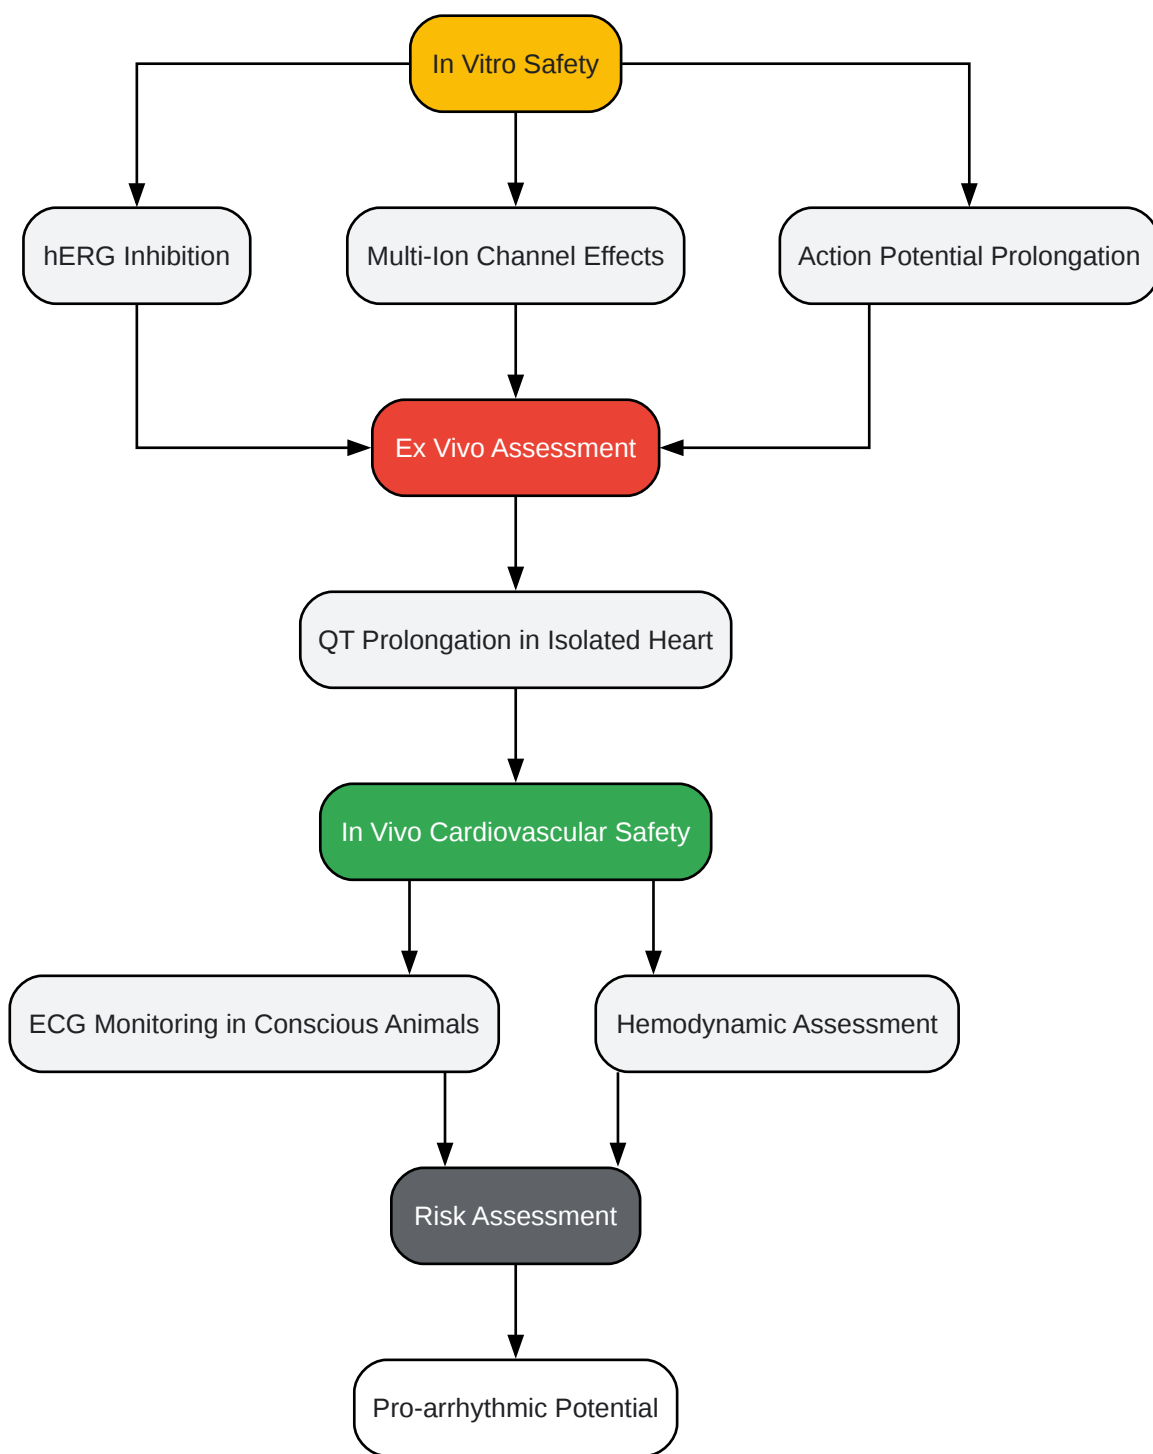 In Vitro Safety
hERG Inhibition
Multi-Ion Channel Effects
Action Potential Prolongation
Ex Vivo Assessment
QT Prolongation in Isolated Heart
In Vivo Cardiovascular Safety
ECG Monitoring in Conscious Animals
Hemodynamic Assessment
Risk Assessment
Pro-arrhythmic Potential